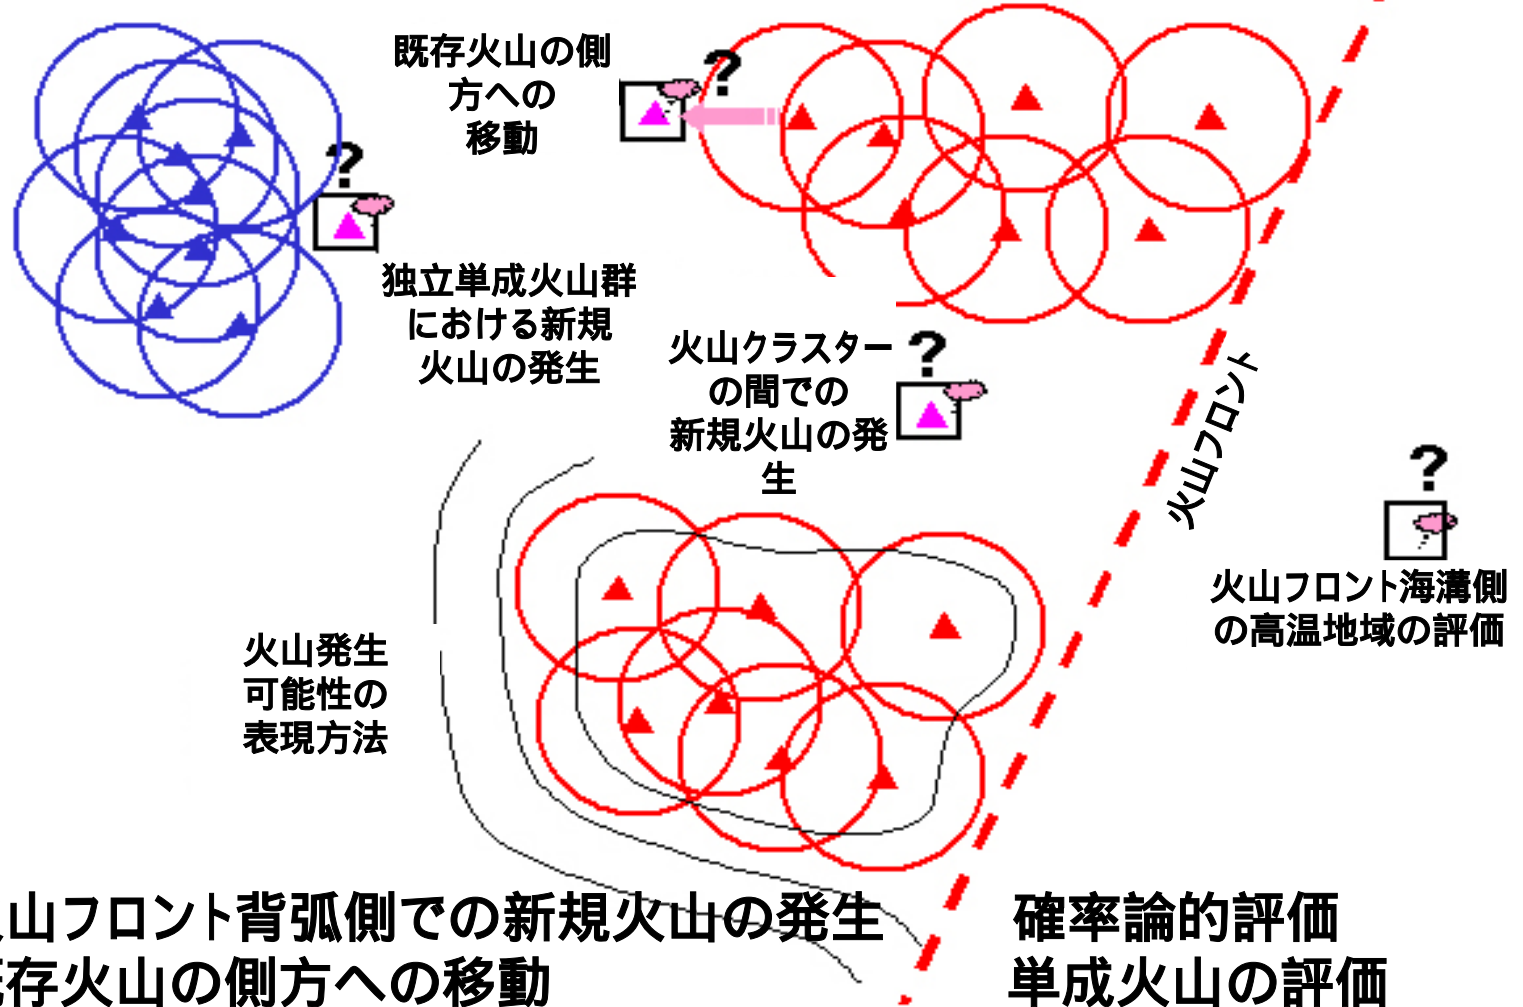 既存火山の側
方への
移動
?
?
独立単成火山群
における新規
火山の発生
火山クラスター
の間での
新規火山の発
生
?
火山フロント
?
火山フロント海溝側
の高温地域の評価
火山発生
可能性の
表現方法
山フロント背弧側での新規火山の発生
存火山の側方への移動
確率論的評価
単成火山の評価